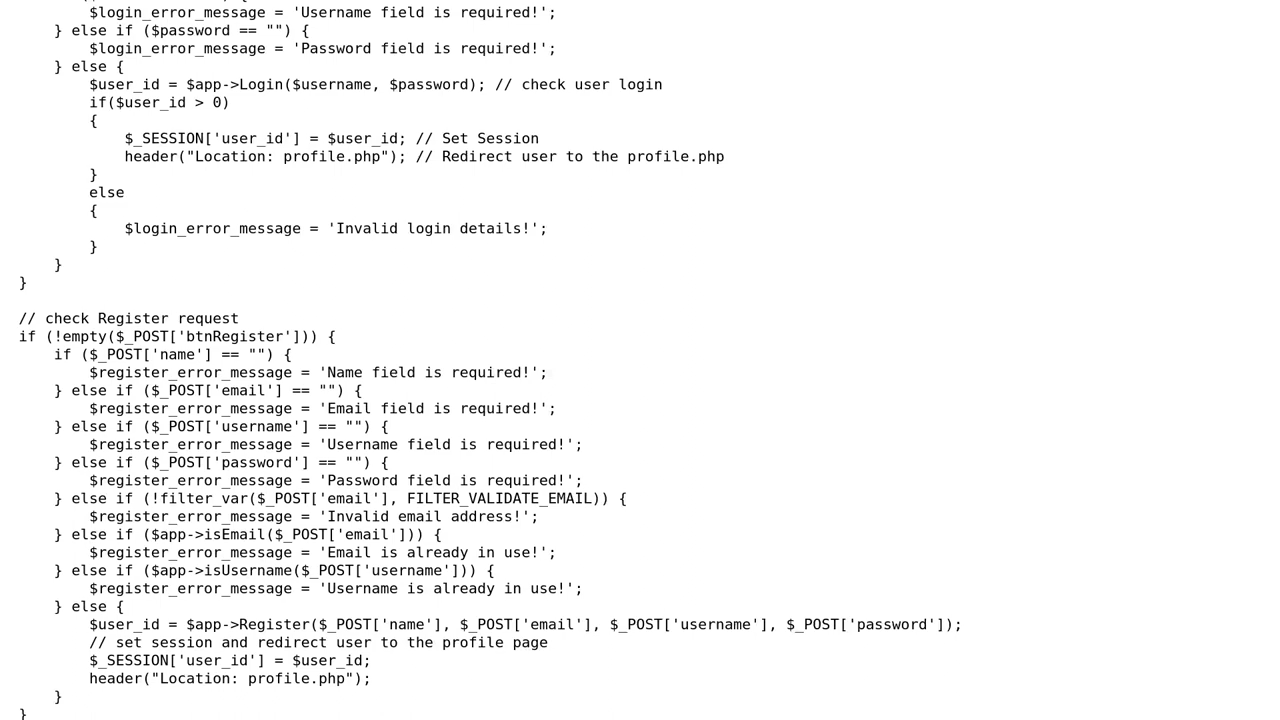 $login_error_message = 'Username field is required!';
} else if ($password == "") {
$login_error_message = 'Password field is required!';
} else {
$user_id = $app->Login($username, $password); // check user login
if($user_id > 0)
{
$_SESSION['user_id'] = $user_id; // Set Session
header("Location: profile.php"); // Redirect user to the profile.php
}
else
{
$login_error_message = 'Invalid login details!';
}
}
}
// check Register request
if (!empty($_POST['btnRegister'])) {
if ($_POST['name'] == "") {
$register_error_message = 'Name field is required!';
} else if ($_POST['email'] == "") {
$register_error_message = 'Email field is required!';
} else if ($_POST['username'] == "") {
$register_error_message = 'Username field is required!';
} else if ($_POST['password'] == "") {
$register_error_message = 'Password field is required!';
} else if (!filter_var($_POST['email'], FILTER_VALIDATE_EMAIL)) {
$register_error_message = 'Invalid email address!';
} else if ($app->isEmail($_POST['email'])) {
$register_error_message = 'Email is already in use!';
} else if ($app->isUsername($_POST['username'])) {
$register_error_message = 'Username is already in use!';
} else {
$user_id = $app->Register($_POST['name'], $_POST['email'], $_POST['username'], $_POST['password']);
// set session and redirect user to the profile page
$_SESSION['user_id'] = $user_id;
header("Location: profile.php");
}
}